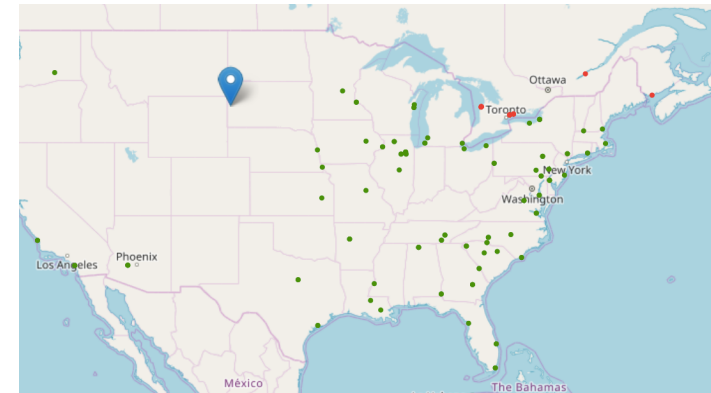 Ottawa
Toronto
New York
Washington
Los Angeles
Phoenix
México
The Bahamas